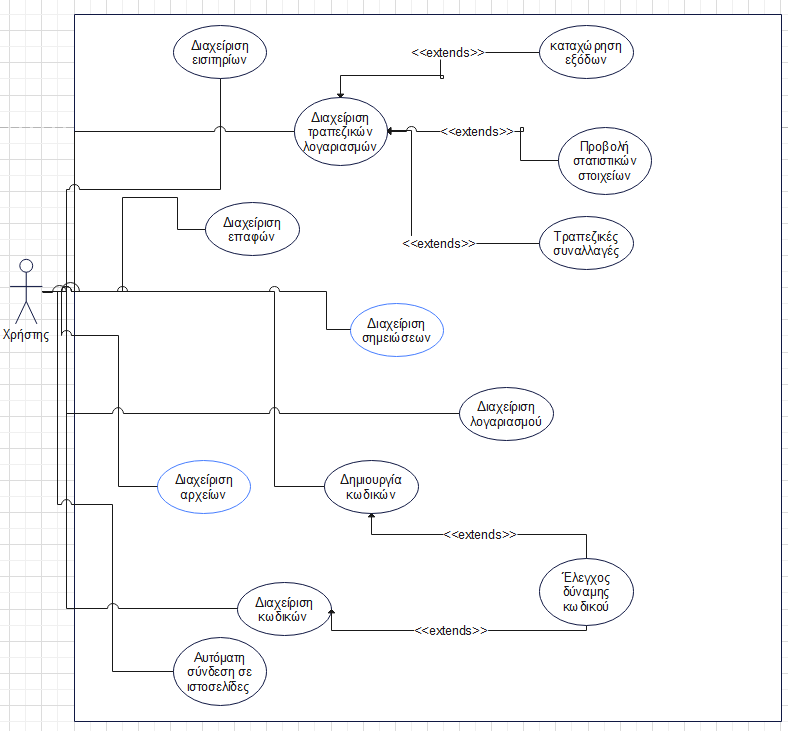 Διαχείριση
εισιτηρίων
<<extends>>
καταχώρηση
εξόδων
Διαχείριση
τραπεζικών
λογαριασμών
<<extends>>
Προβολή
στατιστικών
στοιχείων
Διαχείριση
επαφών
<<extends>>
Τραπεζικές
συναλλαγές
Χρήστης
Διαχείριση
σημειώσεων
Διαχείριση
λογαριασμού
Διαχείριση
αρχείων
Δημιουργία
κωδικών
<<extends>>
Έλεγχος
δύναμης
κωδικού
Διαχείριση
κωδικών
<<extends>>
Αυτόματη
σύνδεση σε
ιστοσελίδες